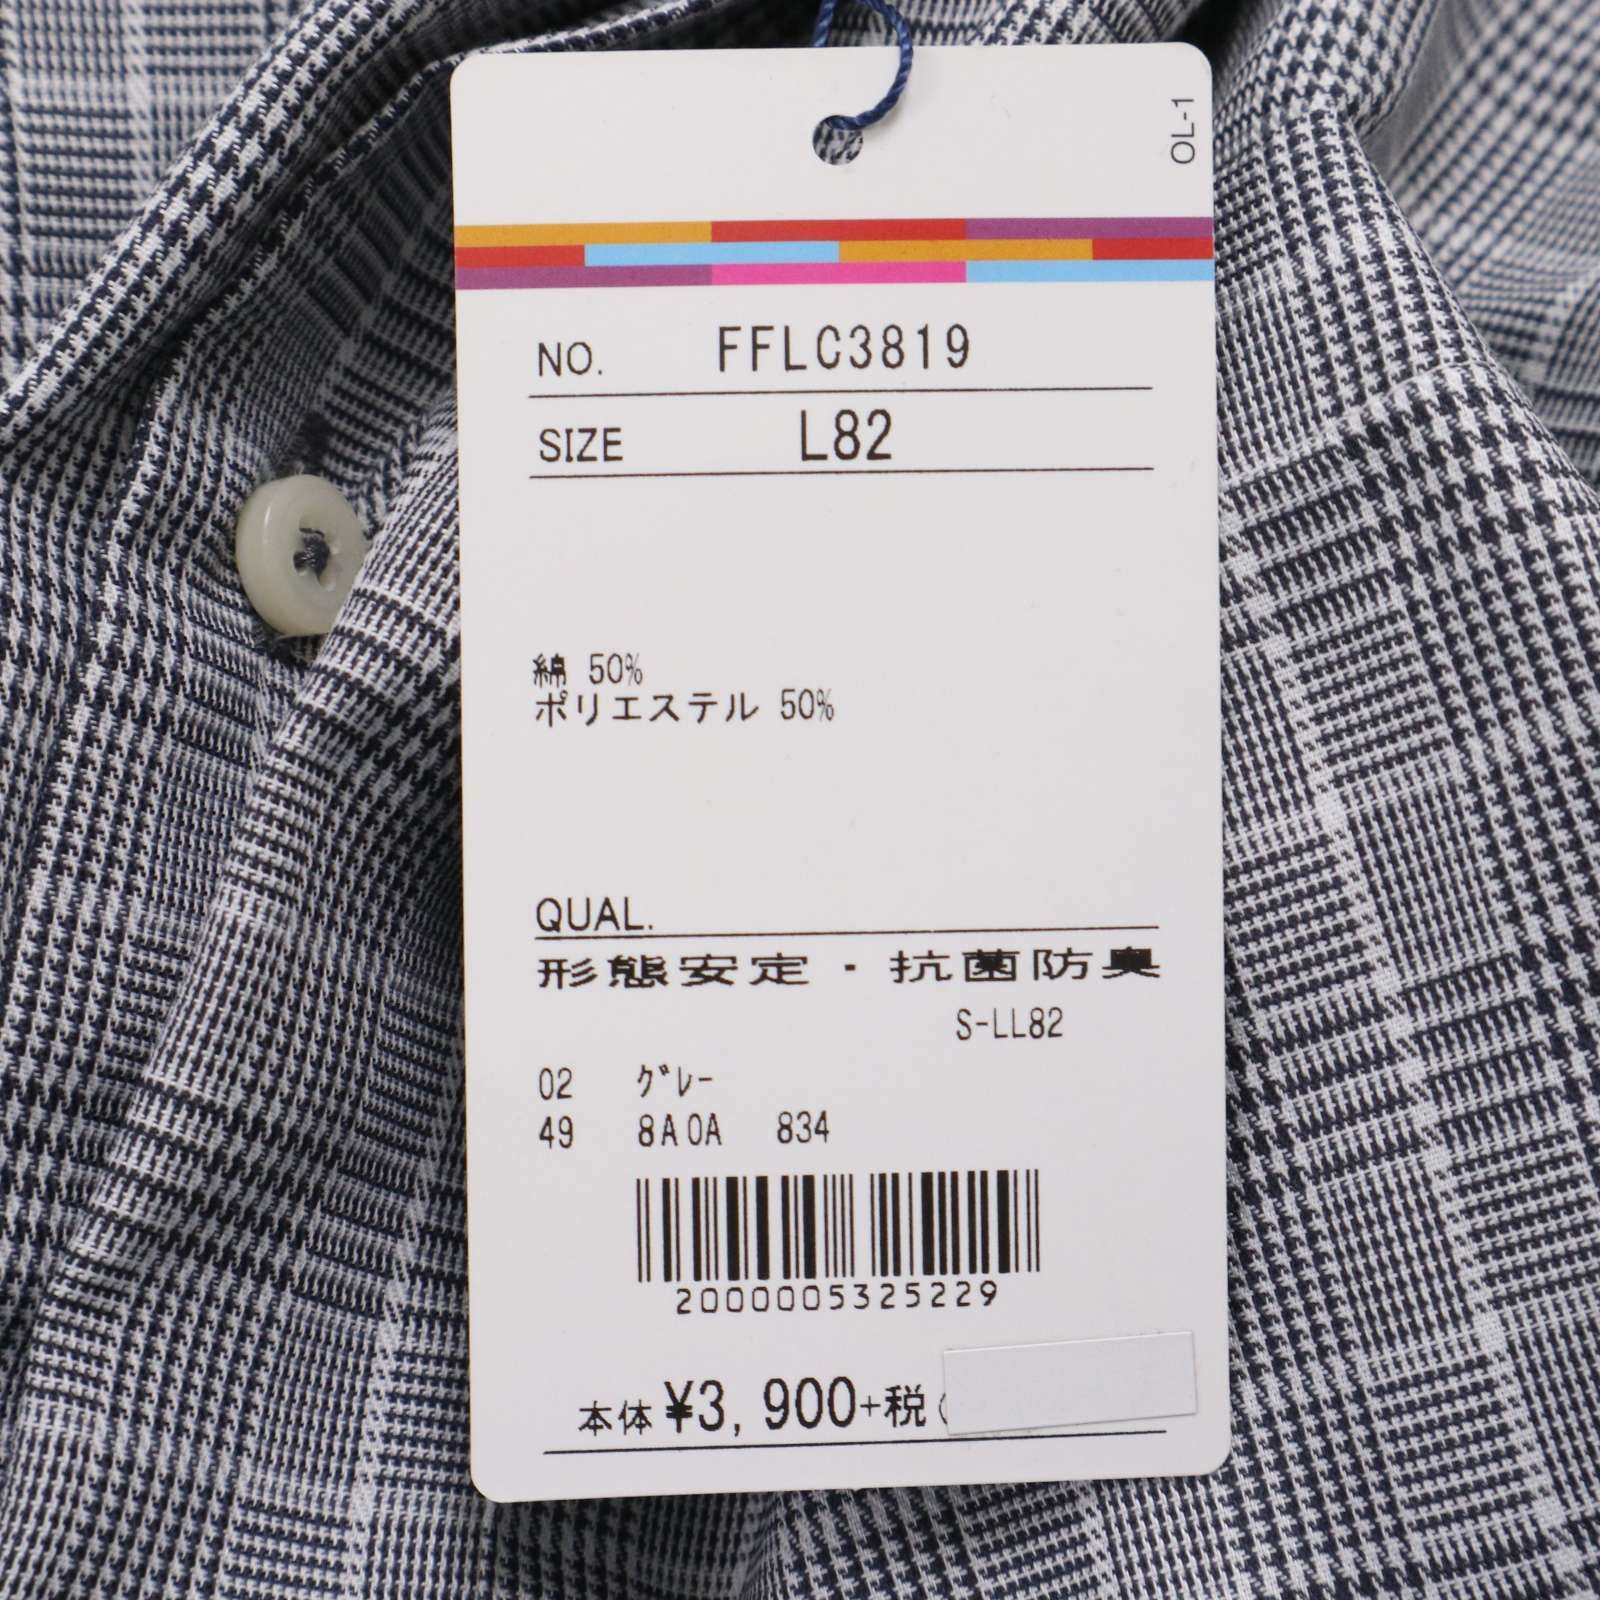 OL-1
NO. FFLC3819
SIZE L82
綿 50%
ポリエステル 50%
QUAL.
形態安定・抗菌防臭
S-LL82
02 グレー
49 8A0A 834
2000005325229
本体 ¥3,900+税(